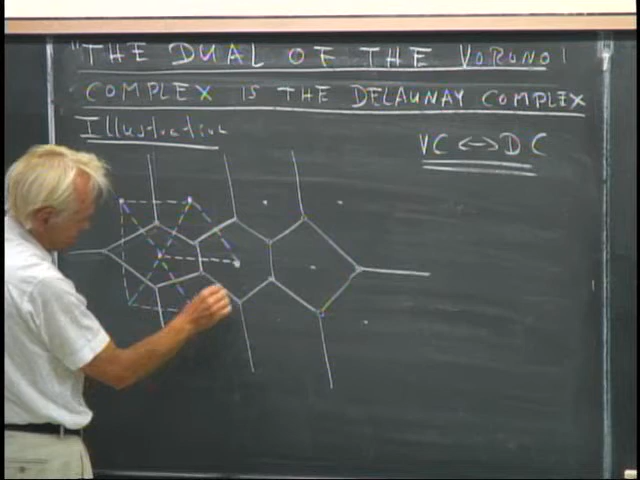 "THE DUAL OF THE VORONOI
COMPLEX IS THE DELAUNAY COMPLEX
Illustration
VC <-> DC